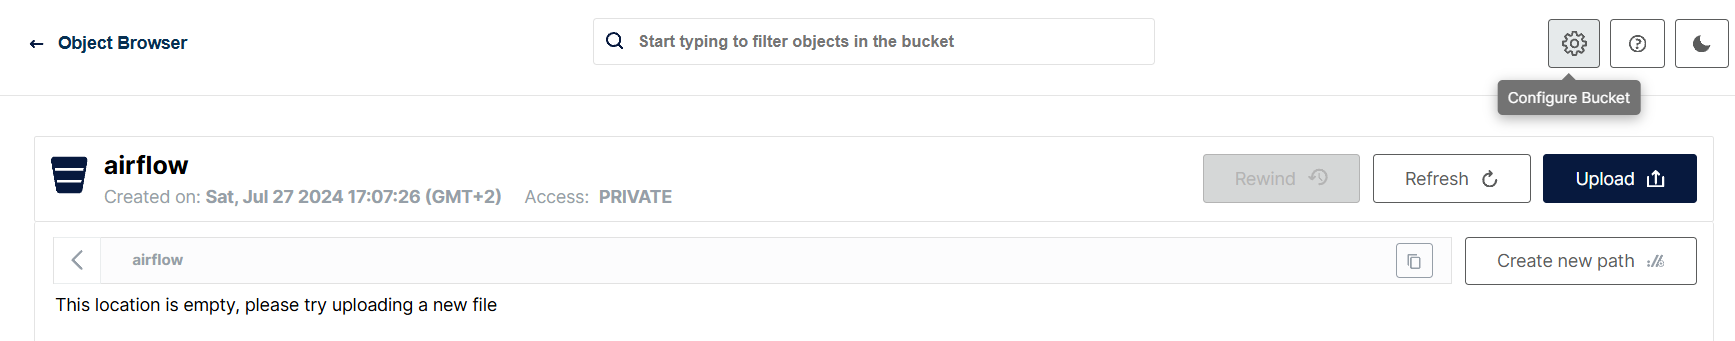 Object Browser
Start typing to filter objects in the bucket
Configure Bucket
airflow
Created on: Sat, Jul 27 2024 17:07:26 (GMT+2) Access: PRIVATE
Rewind
Refresh
Upload
airflow
Create new path
This location is empty, please try uploading a new file